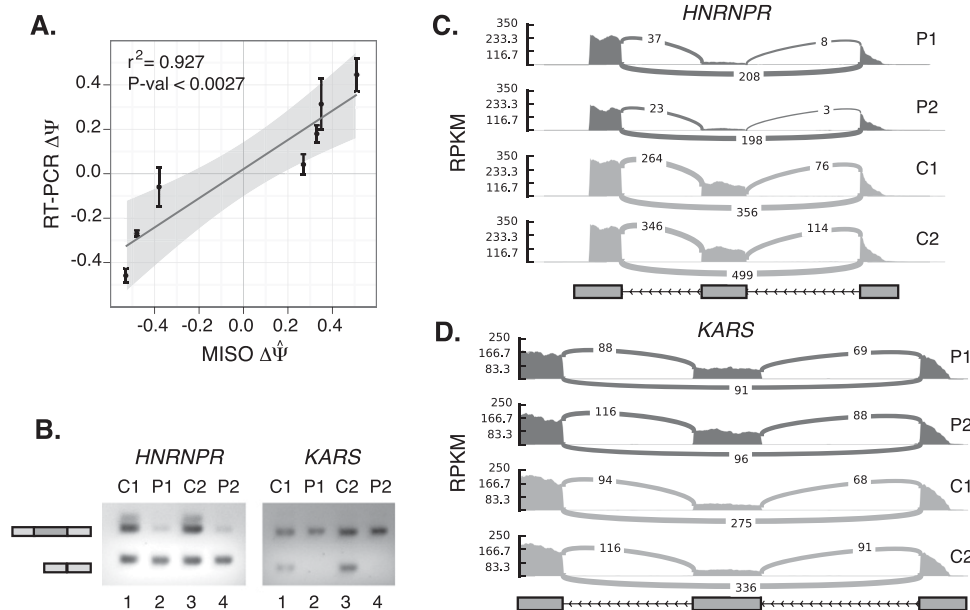 A.
r²= 0.927
P-val < 0.0027
RT-PCR ΔΨ
0.4
0.2
0.0
-0.2
-0.4
-0.4 -0.2 0.0 0.2 0.4
MISO ΔΨ̂
B.
HNRNPR KARS
C1 P1 C2 P2 C1 P1 C2 P2
1 2 3 4 1 2 3 4
C.
HNRNPR
RPKM
350
233.3
116.7
37 8
208
P1
350
233.3
116.7
23 3
198
P2
350
233.3
116.7
264 76
356
C1
350
233.3
116.7
346 114
499
C2
D.
KARS
RPKM
250
166.7
83.3
88 69
91
P1
250
166.7
83.3
116 88
96
P2
250
166.7
83.3
94 68
275
C1
250
166.7
83.3
116 91
336
C2